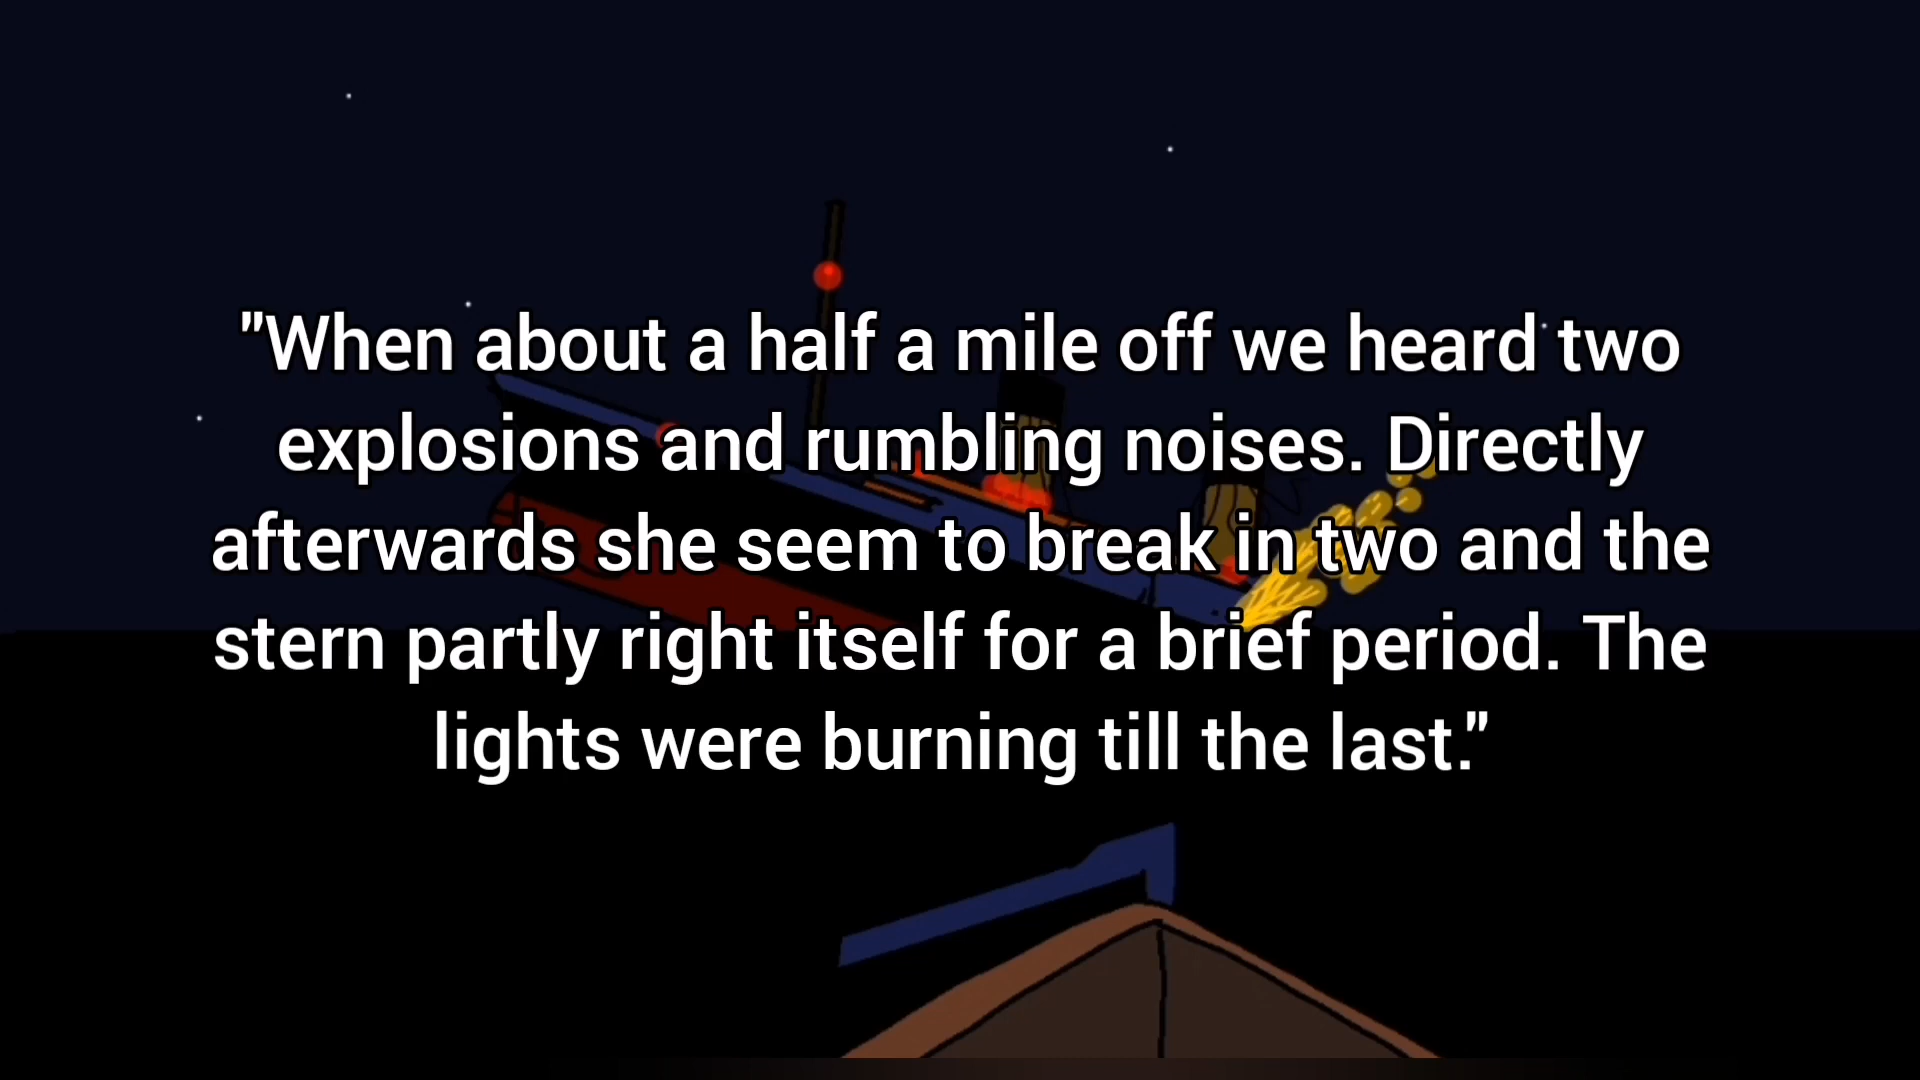 "When about a half a mile off we heard two
explosions and rumbling noises. Directly
afterwards she seem to break in two and the
stern partly right itself for a brief period. The
lights were burning till the last."